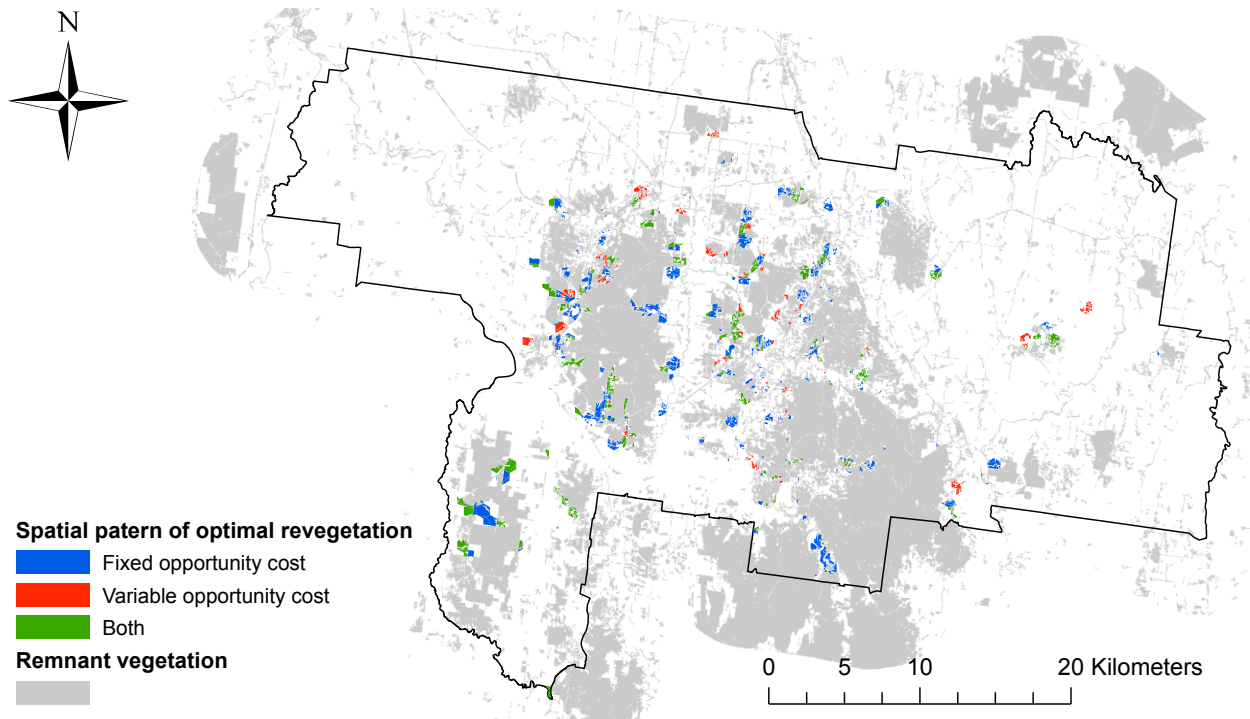 N
Spatial patern of optimal revegetation
Fixed opportunity cost
Variable opportunity cost
Both
Remnant vegetation
0 5 10 20 Kilometers